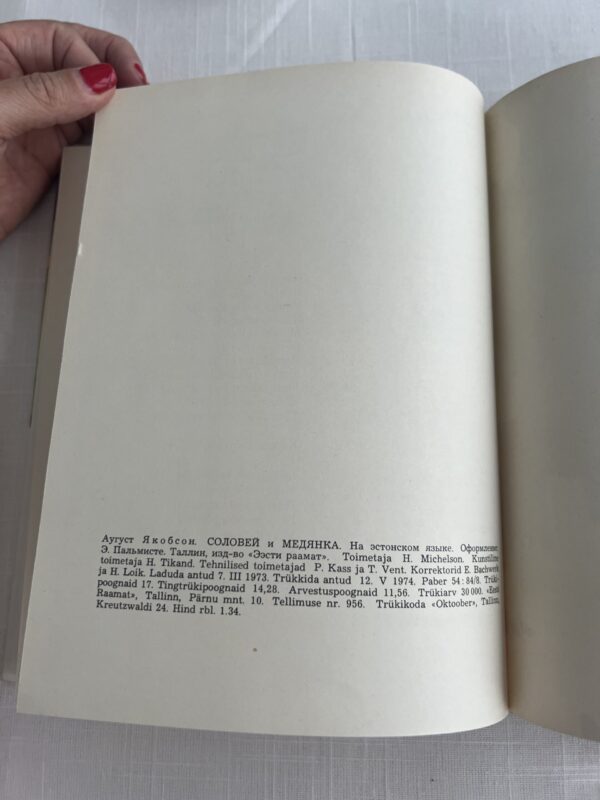 Аугуст Якобсон. СОЛОВЕЙ и МЕДЯНКА. На эстонском языке. Оформление
Э. Пальмисте. Таллин, изд-во «Ээсти раамат». Toimetaja H. Michelson. Kunstiline
toimetaja H. Tikand. Tehnilised toimetajad P. Kass ja T. Vent. Korrektorid E. Bachwerk
ja H. Loik. Laduda antud 7. III 1973. Trükkida antud 12. V 1974. Paber 54:84/8. Trüki-
poognaid 17. Tingtrükipoognaid 14,28. Arvestuspoognaid 11,56. Trükiarv 30 000. «Eesti
Raamat», Tallinn, Pärnu mnt. 10. Tellimuse nr. 956. Trükikoda «Oktoober», Tallinn,
Kreutzwaldi 24. Hind rbl. 1.34.